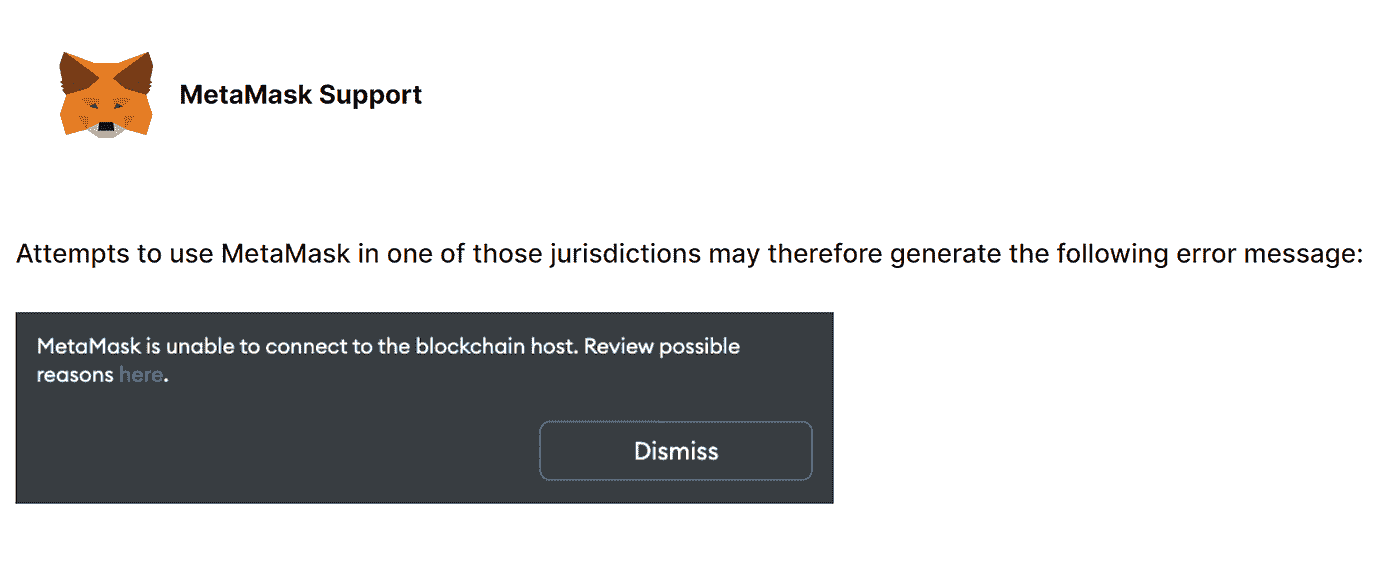 MetaMask Support
Attempts to use MetaMask in one of those jurisdictions may therefore generate the following error message:
MetaMask is unable to connect to the blockchain host. Review possible
reasons here.
Dismiss